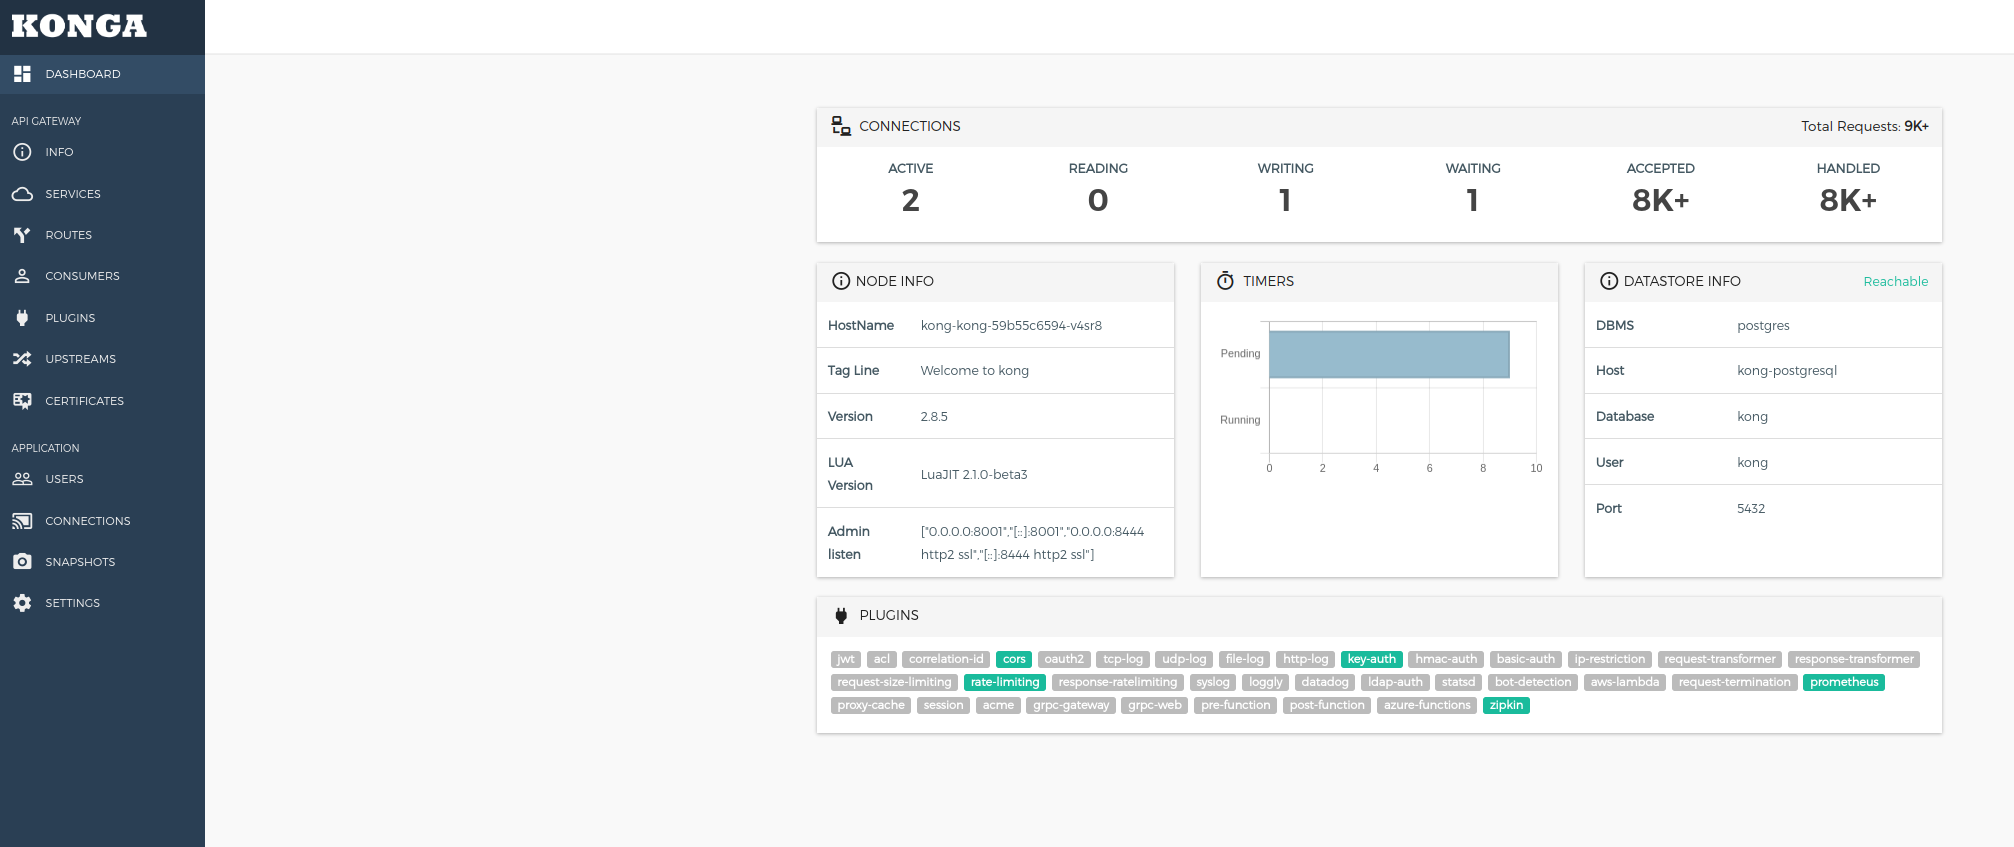 KONGA
DASHBOARD
API GATEWAY
INFO
SERVICES
ROUTES
CONSUMERS
PLUGINS
UPSTREAMS
CERTIFICATES
APPLICATION
USERS
CONNECTIONS
SNAPSHOTS
SETTINGS
CONNECTIONS Total Requests: 9K+
ACTIVE READING WRITING WAITING ACCEPTED HANDLED
2 0 1 1 8K+ 8K+
NODE INFO
HostName kong-kong-59b55c6594-v4sr8
Tag Line Welcome to kong
Version 2.8.5
LUA
Version
LuaJIT 2.1.0-beta3
Admin
listen
["0.0.0.0:8001","[::]:8001","0.0.0.0:8444
http2 ssl","[::]:8444 http2 ssl"]
TIMERS
Pending
Running
0 2 4 6 8 10
DATASTORE INFO Reachable
DBMS postgres
Host kong-postgresql
Database kong
User kong
Port 5432
PLUGINS
jwt acl correlation-id cors oauth2 tcp-log udp-log file-log http-log key-auth hmac-auth basic-auth ip-restriction request-transformer response-transformer
request-size-limiting rate-limiting response-ratelimiting syslog loggly datadog ldap-auth statsd bot-detection aws-lambda request-termination prometheus
proxy-cache session acme grpc-gateway grpc-web pre-function post-function azure-functions zipkin